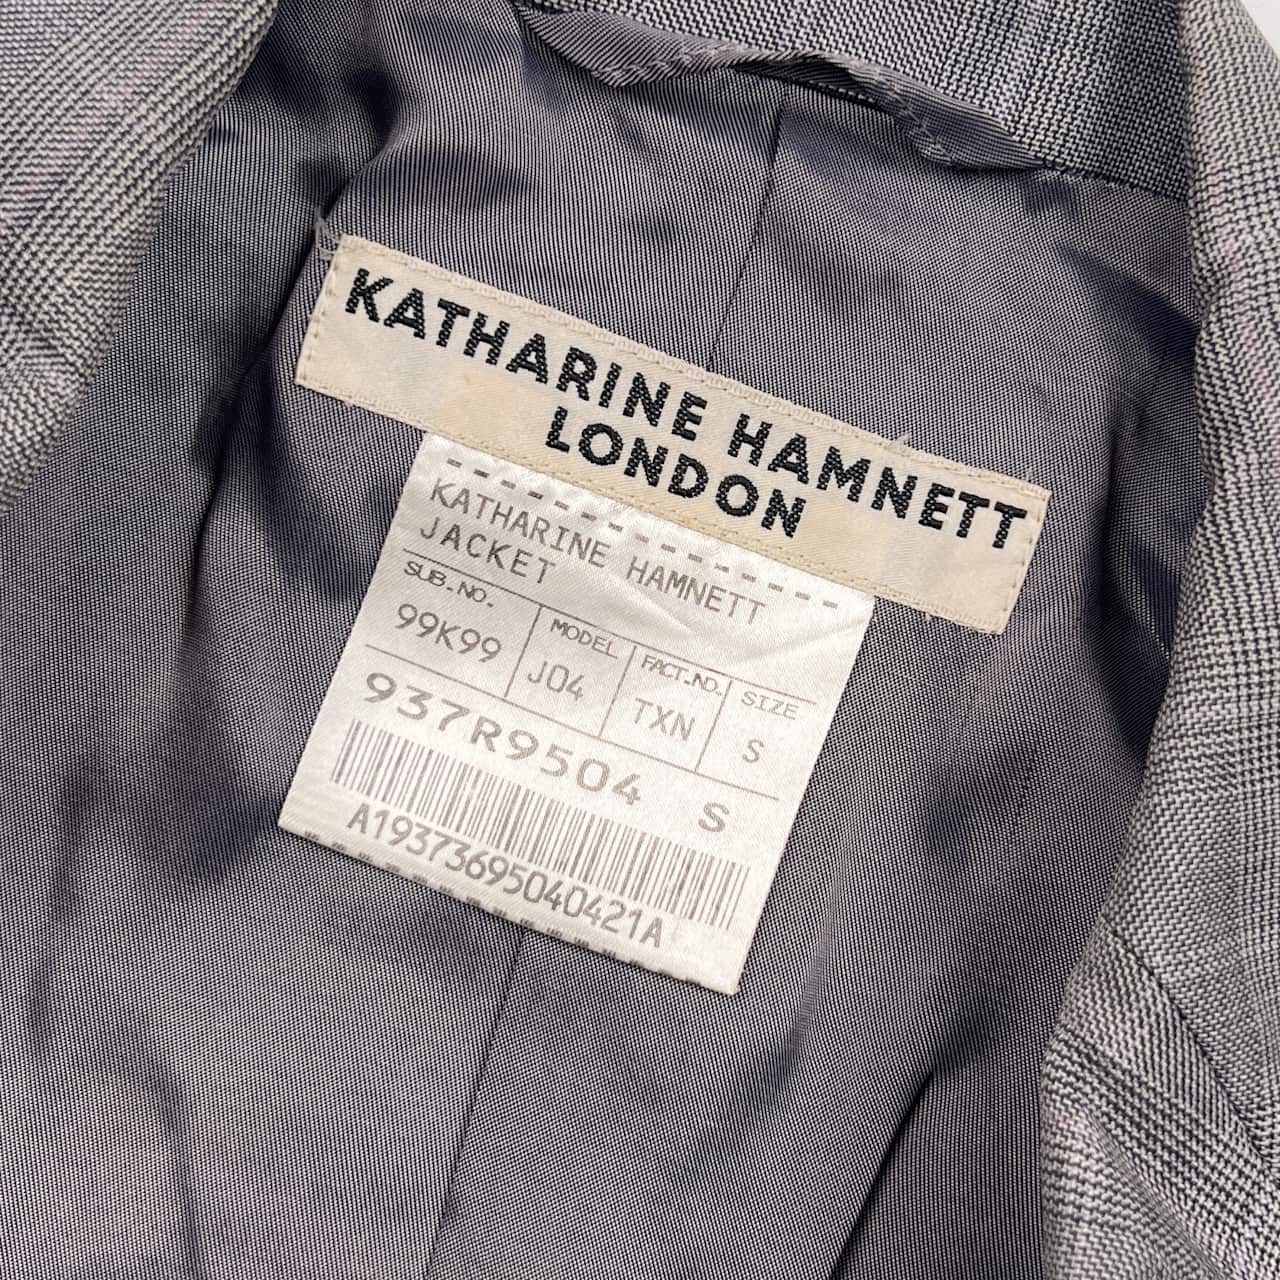 KATHARINE HAMNETT
LONDON
KATHARINE HAMNETT
JACKET
SUB.NO. MODEL FACT.NO. SIZE
99K99 J04 TXN S
937R9504 S
A19373695040421A